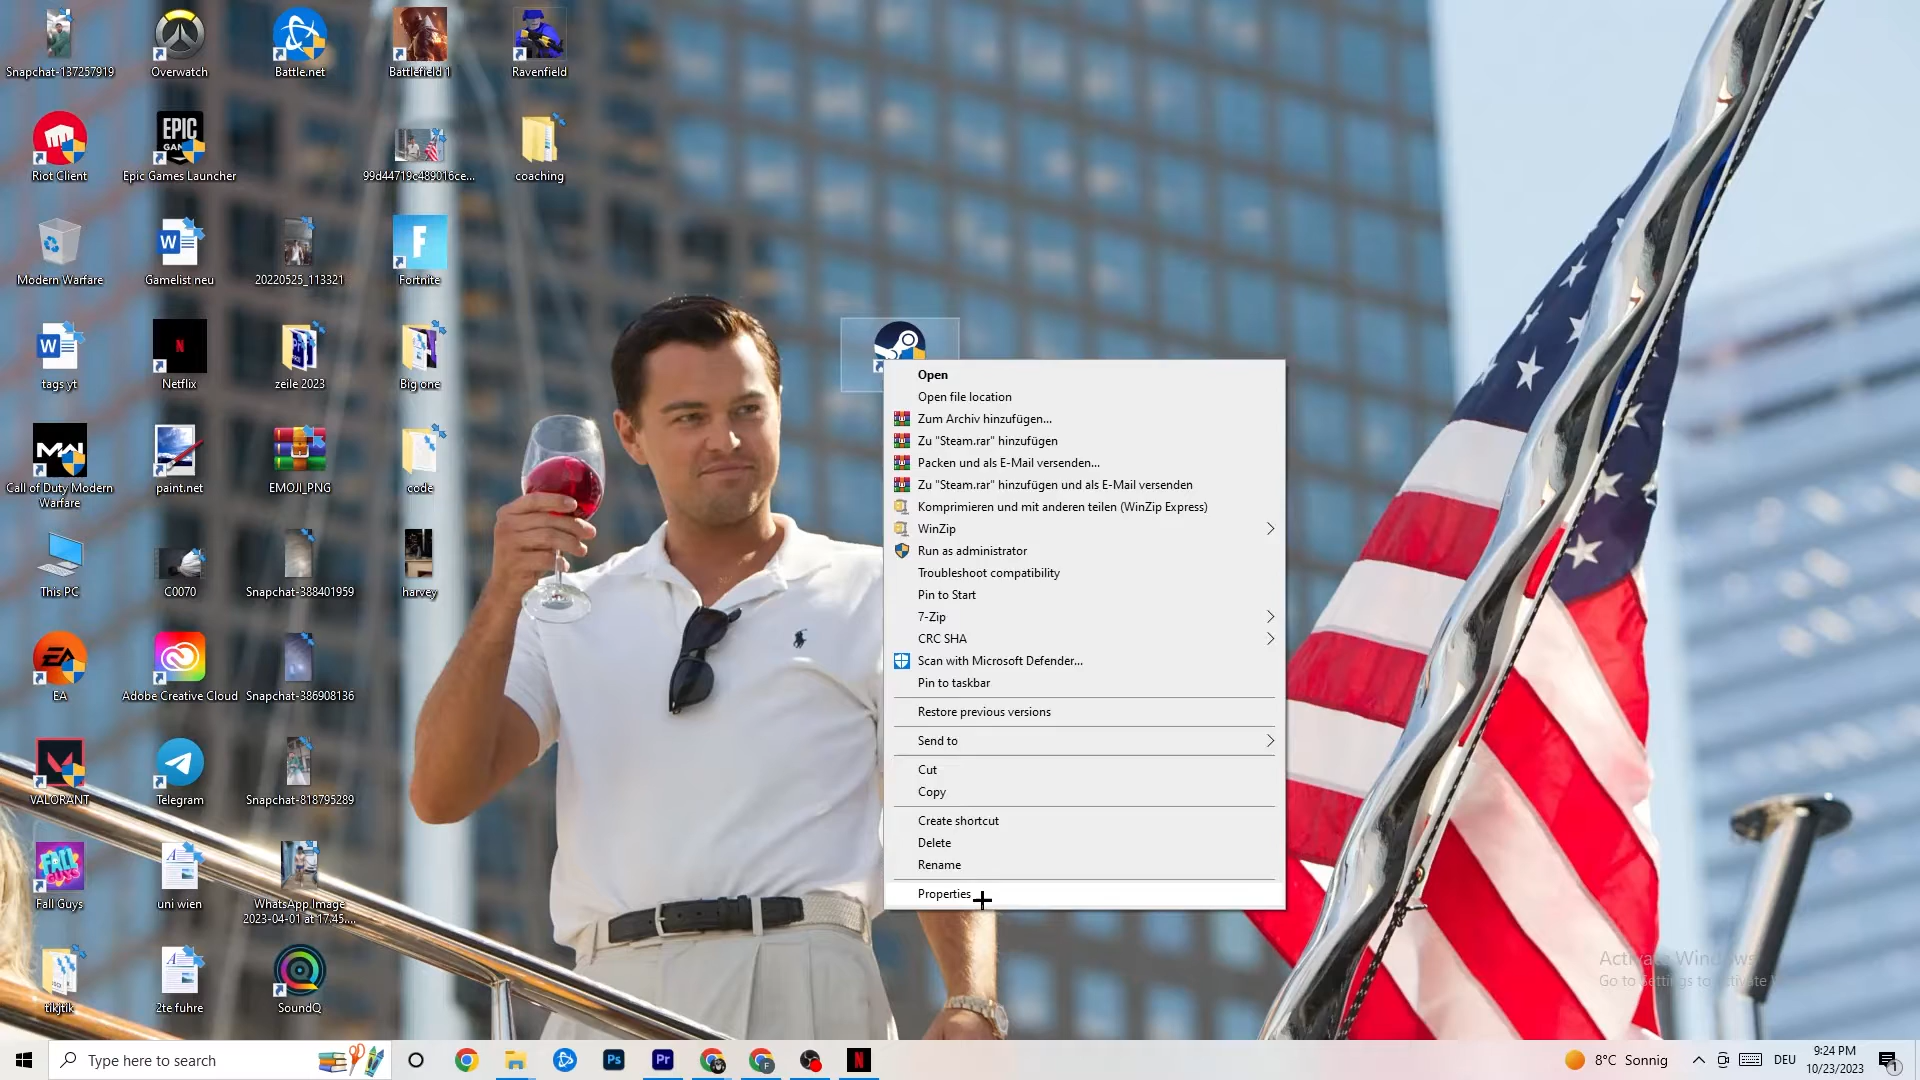 Snapchat-137257919
Overwatch
Battle.net
Battlefield 1
Ravenfield
Riot Client
EPIC
Epic Games Launcher
99d44719c489016ce...
coaching
Modern Warfare
Gamelist neu
20220525_113321
Fortnite
tags yt
Netflix
zeile 2023
Big one
Call of Duty Modern
Warfare
paint.net
EMOJI_PNG
code
This PC
C0070
Snapchat-388401959
harvey
EA
Adobe Creative Cloud
Snapchat-386908136
VALORANT
Telegram
Snapchat-818795289
Fall Guys
uni wien
WhatsApp Image
2023-04-01 at 17.45....
tikjtik
2te fuhre
SoundQ
Open
Open file location
Zum Archiv hinzufügen...
Zu "Steam.rar" hinzufügen
Packen und als E-Mail versenden...
Zu "Steam.rar" hinzufügen und als E-Mail versenden
Komprimieren und mit anderen teilen (WinZip Express)
WinZip
Run as administrator
Troubleshoot compatibility
Pin to Start
7-Zip
CRC SHA
Scan with Microsoft Defender...
Pin to taskbar
Restore previous versions
Send to
Cut
Copy
Create shortcut
Delete
Rename
Properties
Activate Windows
Go to Settings to activate
Type here to search
Ps
Pr
8°C Sonnig
DEU
9:24 PM
10/23/2023
1